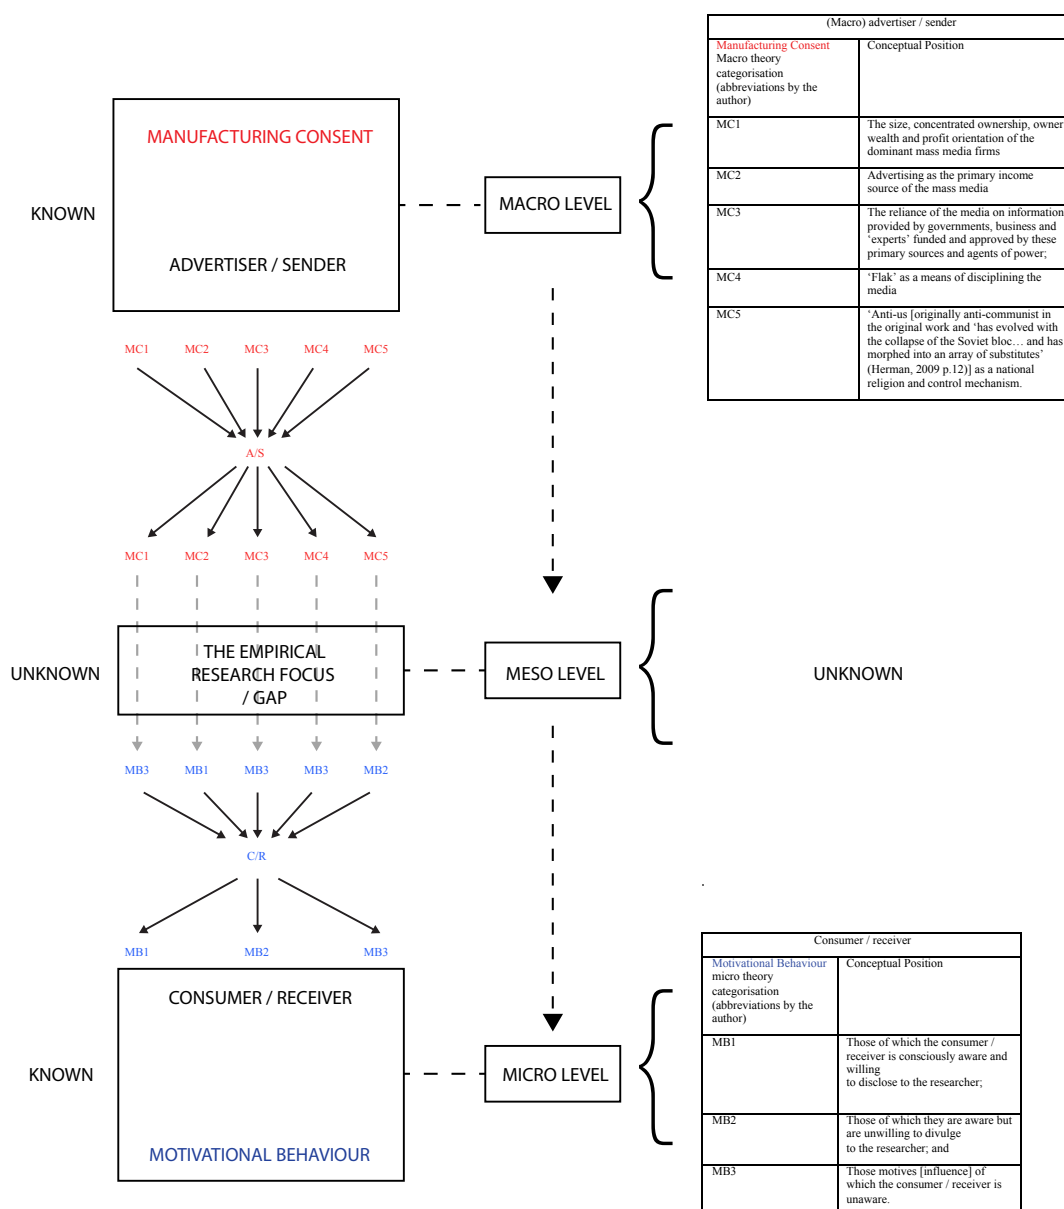 (Macro) advertiser / sender
Manufacturing Consent
Macro theory
categorisation
(abbreviations by the
author)
Conceptual Position
MC1
The size, concentrated ownership, owner
wealth and profit orientation of the
dominant mass media firms
MC2
Advertising as the primary income
source of the mass media
MC3
The reliance of the media on information
provided by governments, business and
‘experts’ funded and approved by these
primary sources and agents of power;
MC4
‘Flak’ as a means of disciplining the
media
MC5
‘Anti-us [originally anti-communist in
the original work and ‘has evolved with
the collapse of the Soviet bloc… and has
morphed into an array of substitutes’
(Herman, 2009 p.12)] as a national
religion and control mechanism.
KNOWN
MANUFACTURING CONSENT
ADVERTISER / SENDER
MACRO LEVEL
MC1 MC2 MC3 MC4 MC5
A/S
MC1 MC2 MC3 MC4 MC5
UNKNOWN
THE EMPIRICAL
RESEARCH FOCUS
/ GAP
MESO LEVEL
UNKNOWN
MB3 MB1 MB3 MB3 MB2
C/R
MB1 MB2 MB3
KNOWN
CONSUMER / RECEIVER
MOTIVATIONAL BEHAVIOUR
MICRO LEVEL
.
Consumer / receiver
Motivational Behaviour
micro theory
categorisation
(abbreviations by the
author)
Conceptual Position
MB1
Those of which the consumer /
receiver is consciously aware and
willing
to disclose to the researcher;
MB2
Those of which they are aware but
are unwilling to divulge
to the researcher; and
MB3
Those motives [influence] of
which the consumer / receiver is
unaware.